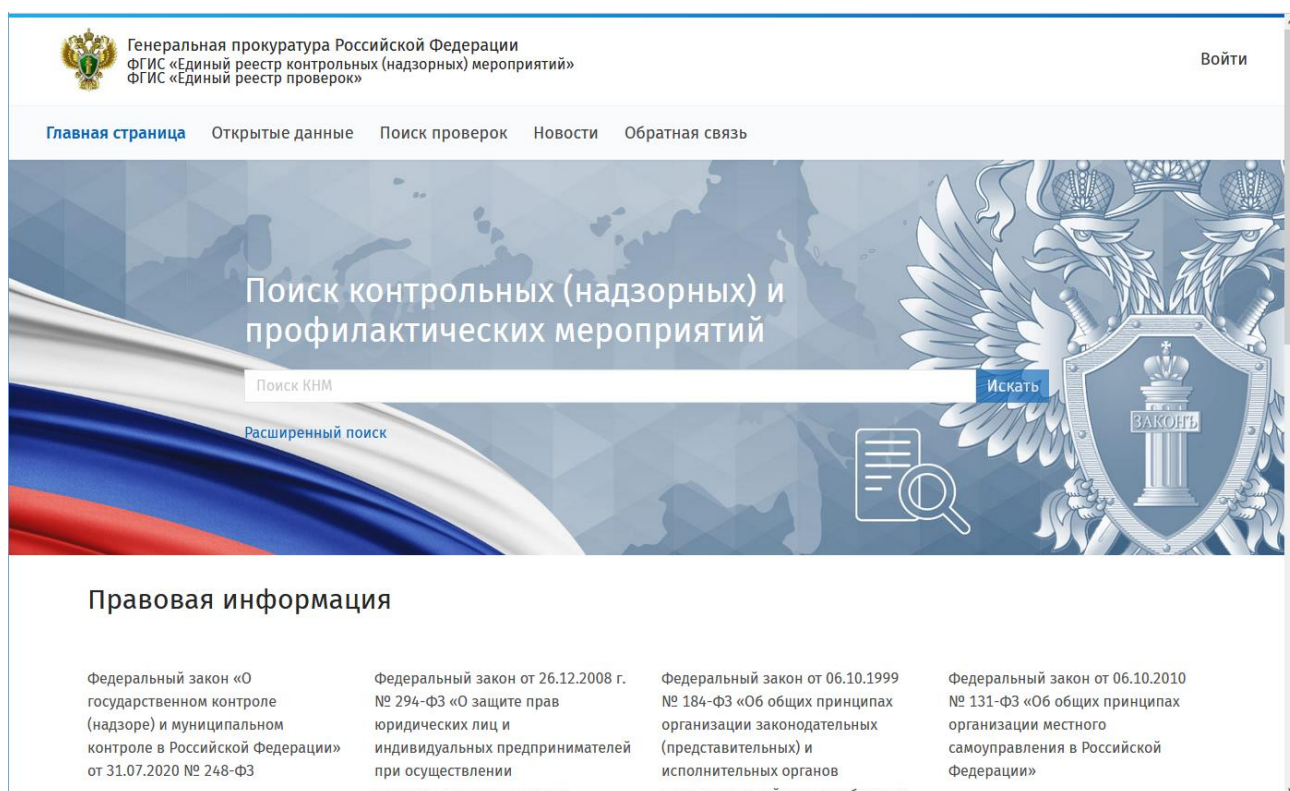 Генеральная прокуратура Российской Федерации
ФГИС «Единый реестр контрольных (надзорных) мероприятий»
ФГИС «Единый реестр проверок»
Войти
Главная страница Открытые данные Поиск проверок Новости Обратная связь
Поиск контрольных (надзорных) и
профилактических мероприятий
Поиск КНМ
Искать
Расширенный поиск
ЗАКОНЪ
Правовая информация
Федеральный закон «О
государственном контроле
(надзоре) и муниципальном
контроле в Российской Федерации»
от 31.07.2020 № 248-ФЗ
Федеральный закон от 26.12.2008 г.
№ 294-ФЗ «О защите прав
юридических лиц и
индивидуальных предпринимателей
при осуществлении
Федеральный закон от 06.10.1999
№ 184-ФЗ «Об общих принципах
организации законодательных
(представительных) и
исполнительных органов
Федеральный закон от 06.10.2010
№ 131-ФЗ «Об общих принципах
организации местного
самоуправления в Российской
Федерации»